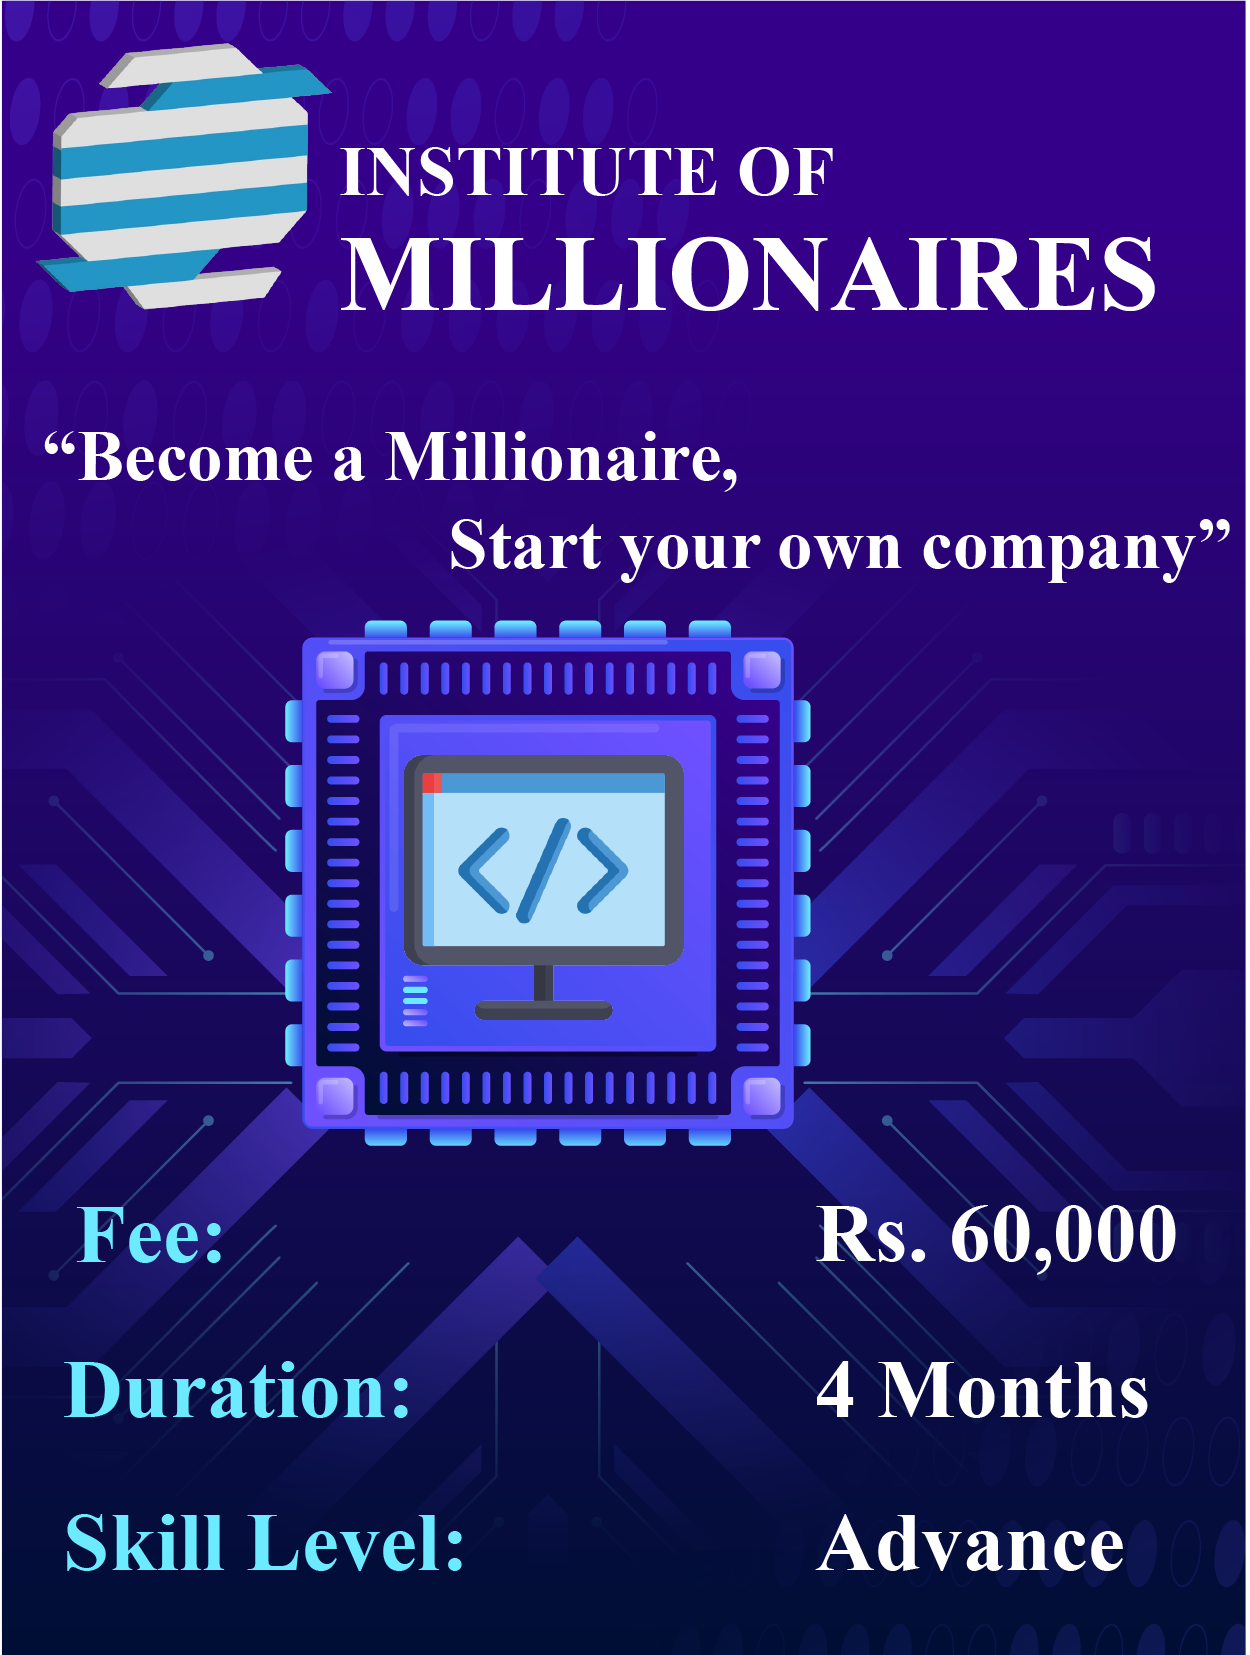 INSTITUTE OF
MILLIONAIRES
“Become a Millionaire,
Start your own company”
</>
Fee: Rs. 60,000
Duration: 4 Months
Skill Level: Advance